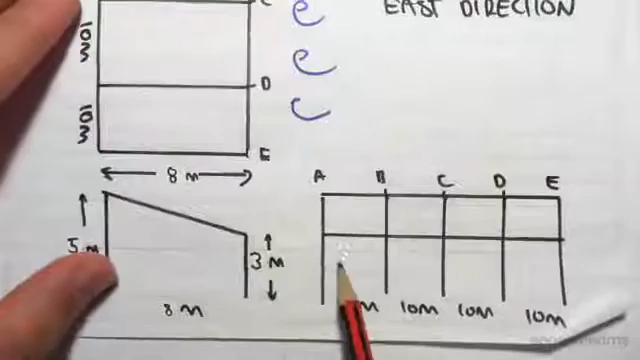 EAST DIRECTION
10m
D
10m
E
8 m
A B C D E
5 m
3 m
8 m
10m 10m 10m